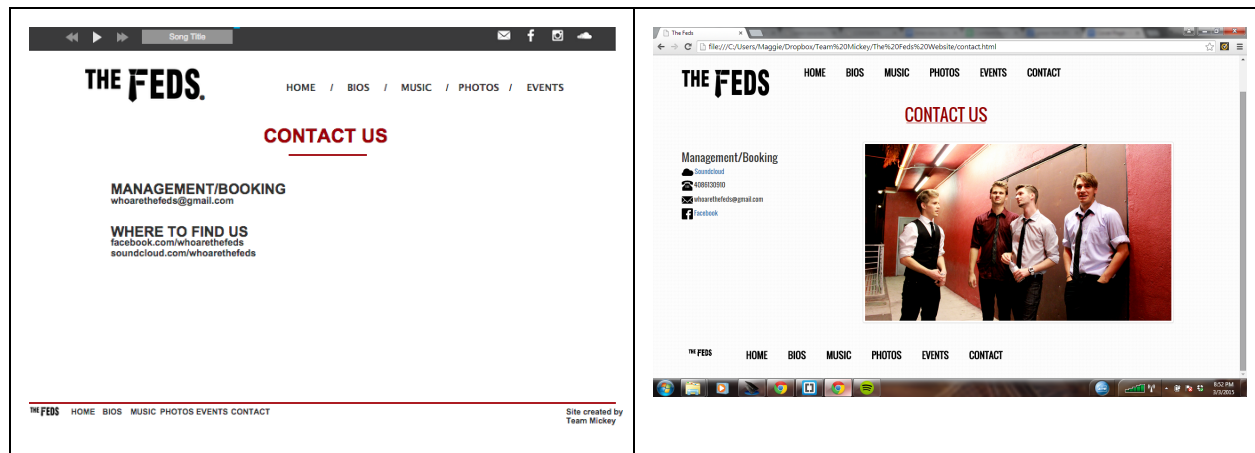 Song Title
THE FEDS.
HOME / BIOS / MUSIC / PHOTOS / EVENTS
CONTACT US
MANAGEMENT/BOOKING
whoarethefeds@gmail.com
WHERE TO FIND US
facebook.com/whoarethefeds
soundcloud.com/whoarethefeds
THE FEDS HOME BIOS MUSIC PHOTOS EVENTS CONTACT
Site created by
Team Mickey
The Feds
file:///C:/Users/Maggie/Dropbox/Team%20Mickey/The%20Feds%20Website/contact.html
THE FEDS
HOME BIOS MUSIC PHOTOS EVENTS CONTACT
CONTACT US
Management/Booking
Soundcloud
4086130910
whoarethefeds@gmail.com
Facebook
THE FEDS HOME BIOS MUSIC PHOTOS EVENTS CONTACT
8:52 PM
3/3/2015